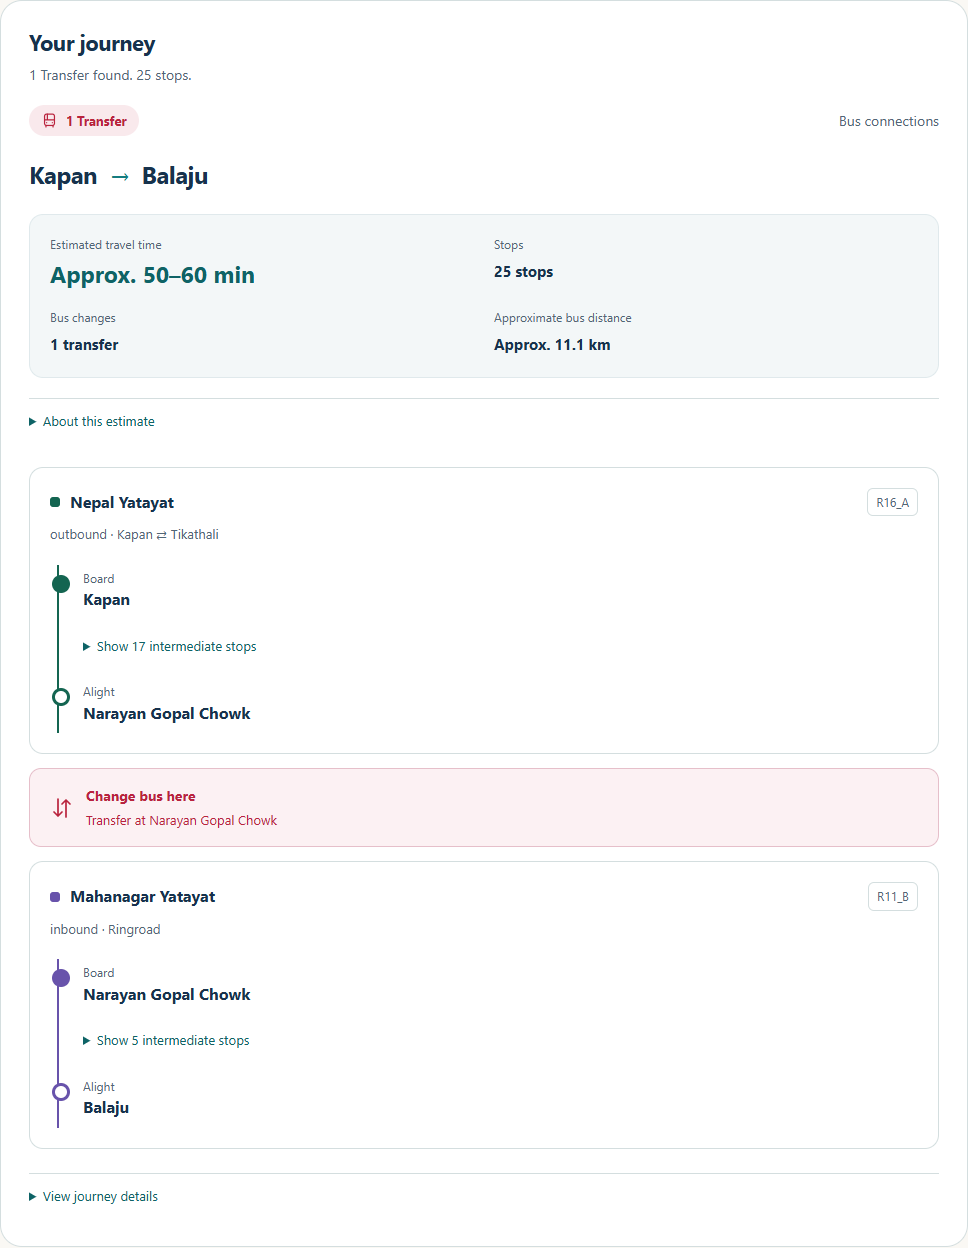 Your journey
1 Transfer found. 25 stops.
1 Transfer
Bus connections
Kapan → Balaju
Estimated travel time
Approx. 50–60 min
Stops
25 stops
Bus changes
1 transfer
Approximate bus distance
Approx. 11.1 km
▶ About this estimate
Nepal Yatayat
R16_A
outbound · Kapan ⇄ Tikathali
Board
Kapan
▶ Show 17 intermediate stops
Alight
Narayan Gopal Chowk
Change bus here
Transfer at Narayan Gopal Chowk
Mahanagar Yatayat
R11_B
inbound · Ringroad
Board
Narayan Gopal Chowk
▶ Show 5 intermediate stops
Alight
Balaju
▶ View journey details